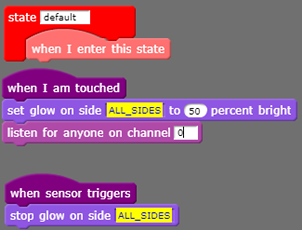 state default
when I enter this state
when I am touched
set glow on side ALL_SIDES to 50 percent bright
listen for anyone on channel 0
when sensor triggers
stop glow on side ALL_SIDES